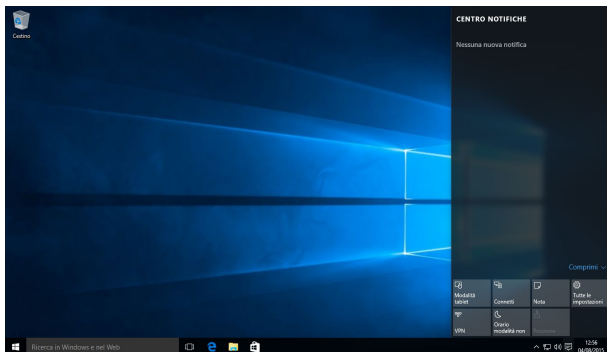 Cestino
CENTRO NOTIFICHE
Nessuna nuova notifica
Comprimi
Modalità
tablet
Connetti
Nota
Tutte le
impostazioni
VPN
Orario
modalità non
Ricerca in Windows e nel Web
12:56
04/08/2015